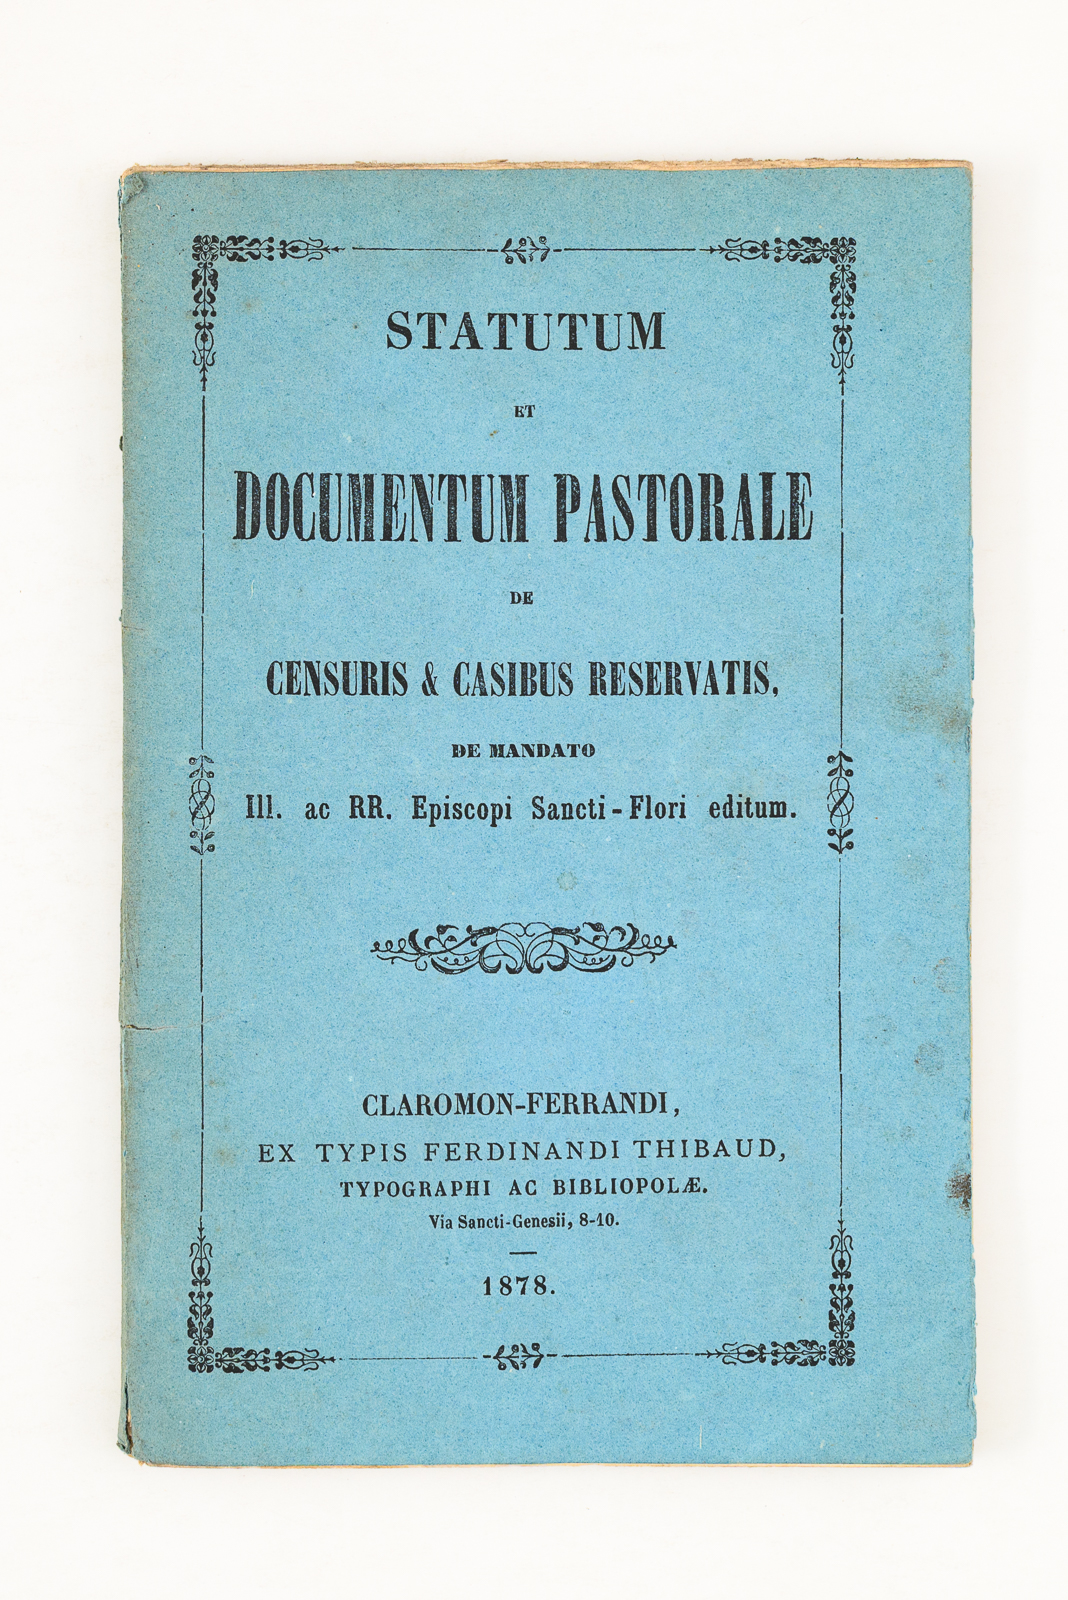 STATUTUM
ET
DOCUMENTUM PASTORALE
DE
CENSURIS & CASIBUS RESERVATIS,
DE MANDATO
Ill. ac RR. Episcopi Sancti-Flori editum.
CLAROMON-FERRANDI,
EX TYPIS FERDINANDI THIBAUD,
TYPOGRAPHI AC BIBLIOPOLÆ.
Via Sancti-Genesii, 8-10.
1878.